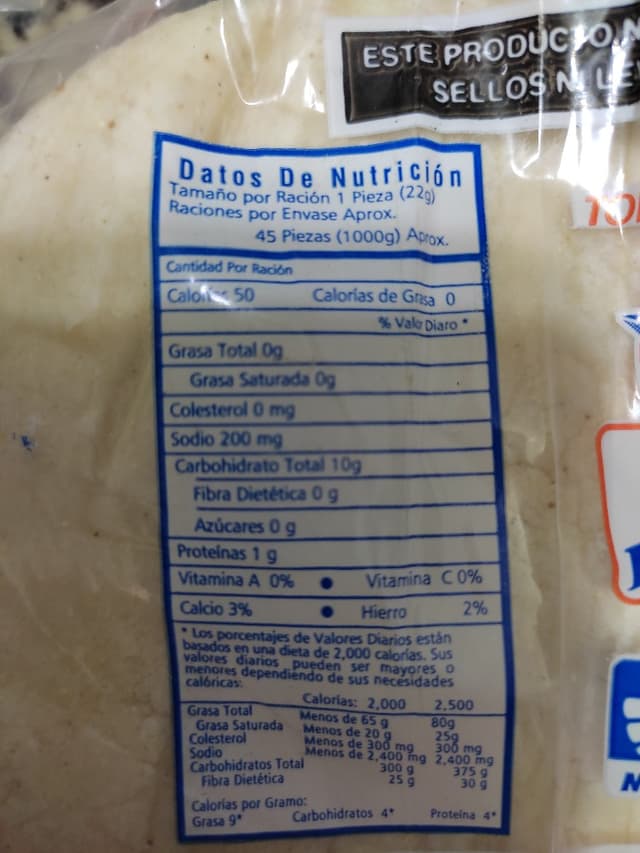 ESTE PRODUCTO N
SELLOS NI LE
TO
Datos De Nutrición
Tamaño por Ración 1 Pieza (22g)
Raciones por Envase Aprox.
45 Piezas (1000g) Aprox.
Cantidad Por Ración
Calorías 50 Calorías de Grasa 0
% Valor Diaro *
Grasa Total 0g
Grasa Saturada 0g
Colesterol 0 mg
Sodio 200 mg
Carbohidrato Total 10g
Fibra Dietética 0 g
Azúcares 0 g
Proteínas 1 g
Vitamina A 0% • Vitamina C 0%
Calcio 3% • Hierro 2%
* Los porcentajes de Valores Diarios están
basados en una dieta de 2,000 calorías. Sus
valores diarios pueden ser mayores o
menores dependiendo de sus necesidades
calóricas:
Calorías: 2,000 2,500
Grasa Total Menos de 65 g 80g
Grasa Saturada Menos de 20 g 25g
Colesterol Menos de 300 mg 300 mg
Sodio Menos de 2,400 mg 2,400 mg
Carbohidratos Total 300 g 375 g
Fibra Dietética 25 g 30 g
Calorías por Gramo:
Grasa 9* Carbohidratos 4* Proteína 4*